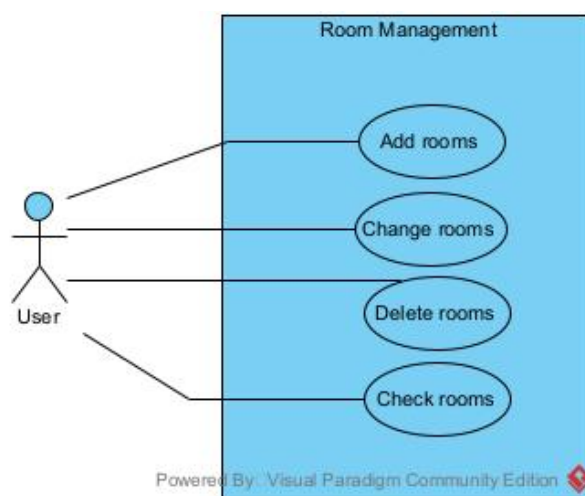 Room Management
Add rooms
Change rooms
Delete rooms
User
Check rooms
Powered By: Visual Paradigm Community Edition